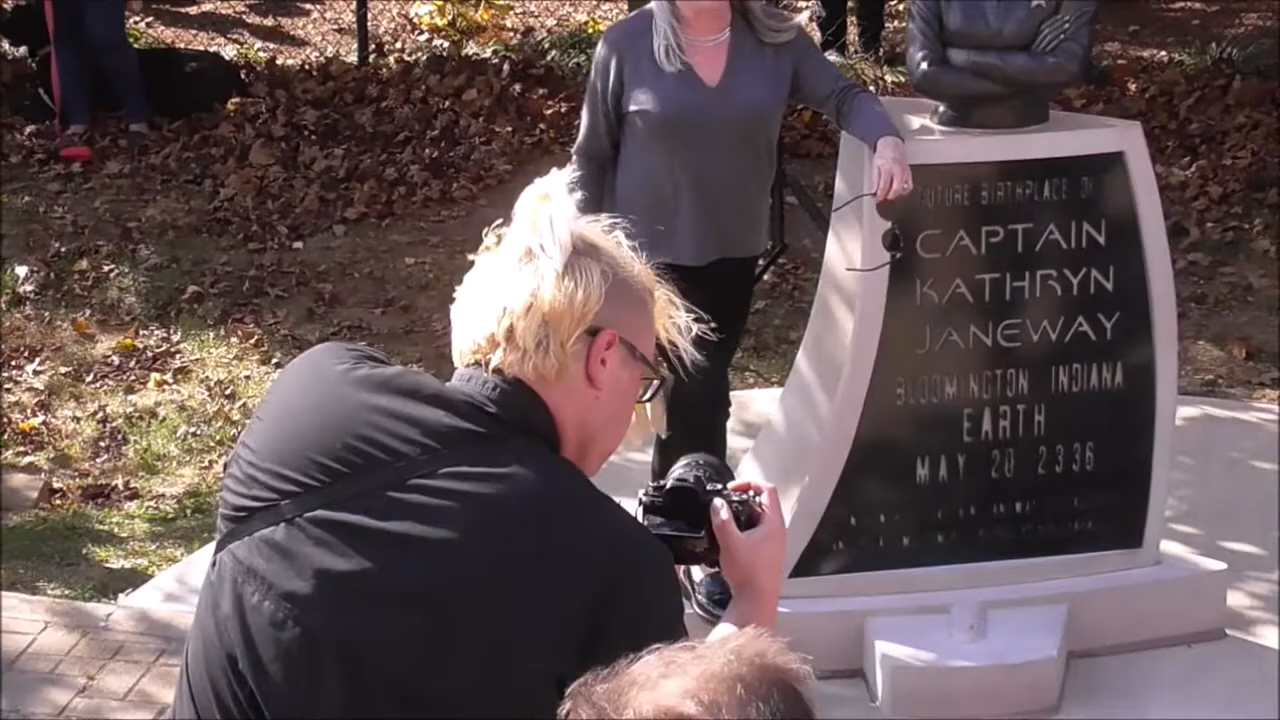 FUTURE BIRTHPLACE OF
CAPTAIN
KATHRYN
JANEWAY
BLOOMINGTON INDIANA
EARTH
MAY 20 2336